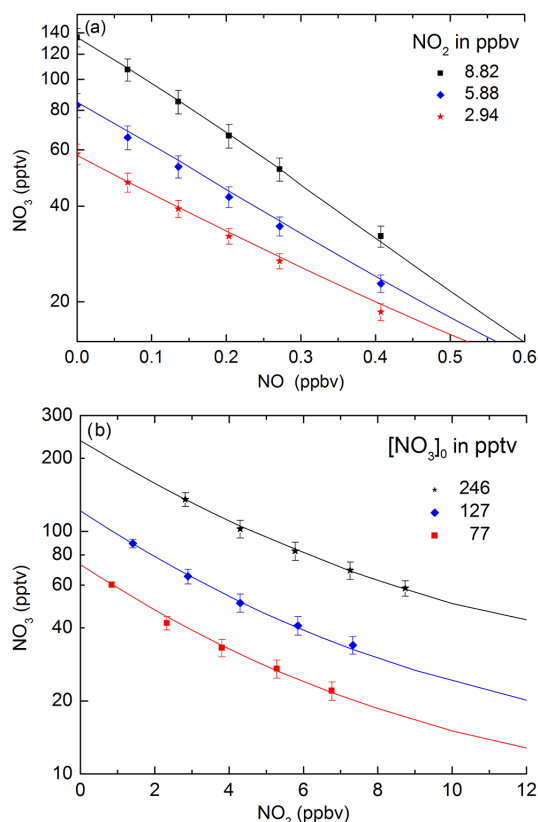 (a)
NO2 in ppbv
8.82
5.88
2.94
140
120
100
80
60
40
20
NO3 (pptv)
0.0 0.1 0.2 0.3 0.4 0.5 0.6
NO (ppbv)
(b)
[NO3]0 in pptv
246
127
77
300
200
100
80
60
40
20
10
NO3 (pptv)
0 2 4 6 8 10 12
NO2 (ppbv)